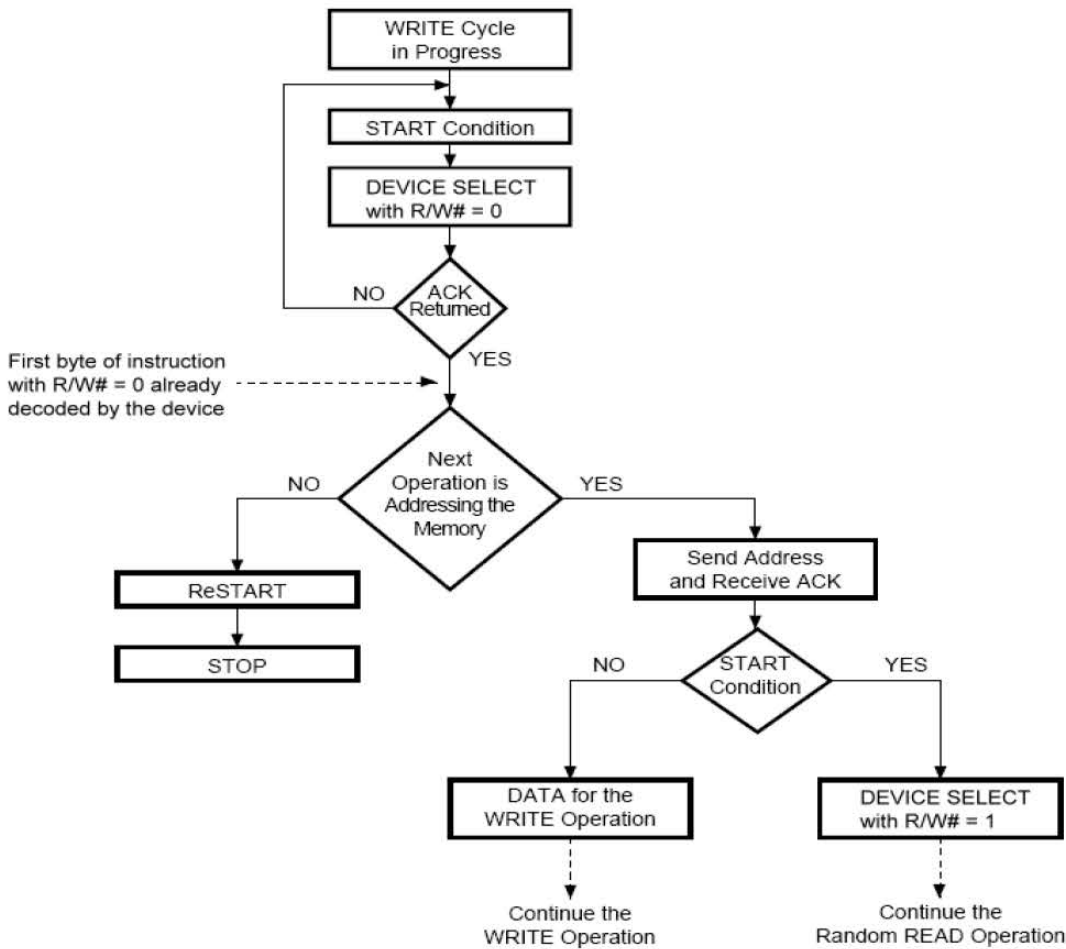 WRITE Cycle
in Progress
START Condition
DEVICE SELECT
with R/W# = 0
NO
ACK
Returned
YES
First byte of instruction
with R/W# = 0 already
decoded by the device
Next
Operation is
Addressing the
Memory
NO
YES
ReSTART
STOP
Send Address
and Receive ACK
START
Condition
NO
YES
DATA for the
WRITE Operation
DEVICE SELECT
with R/W# = 1
Continue the
WRITE Operation
Continue the
Random READ Operation